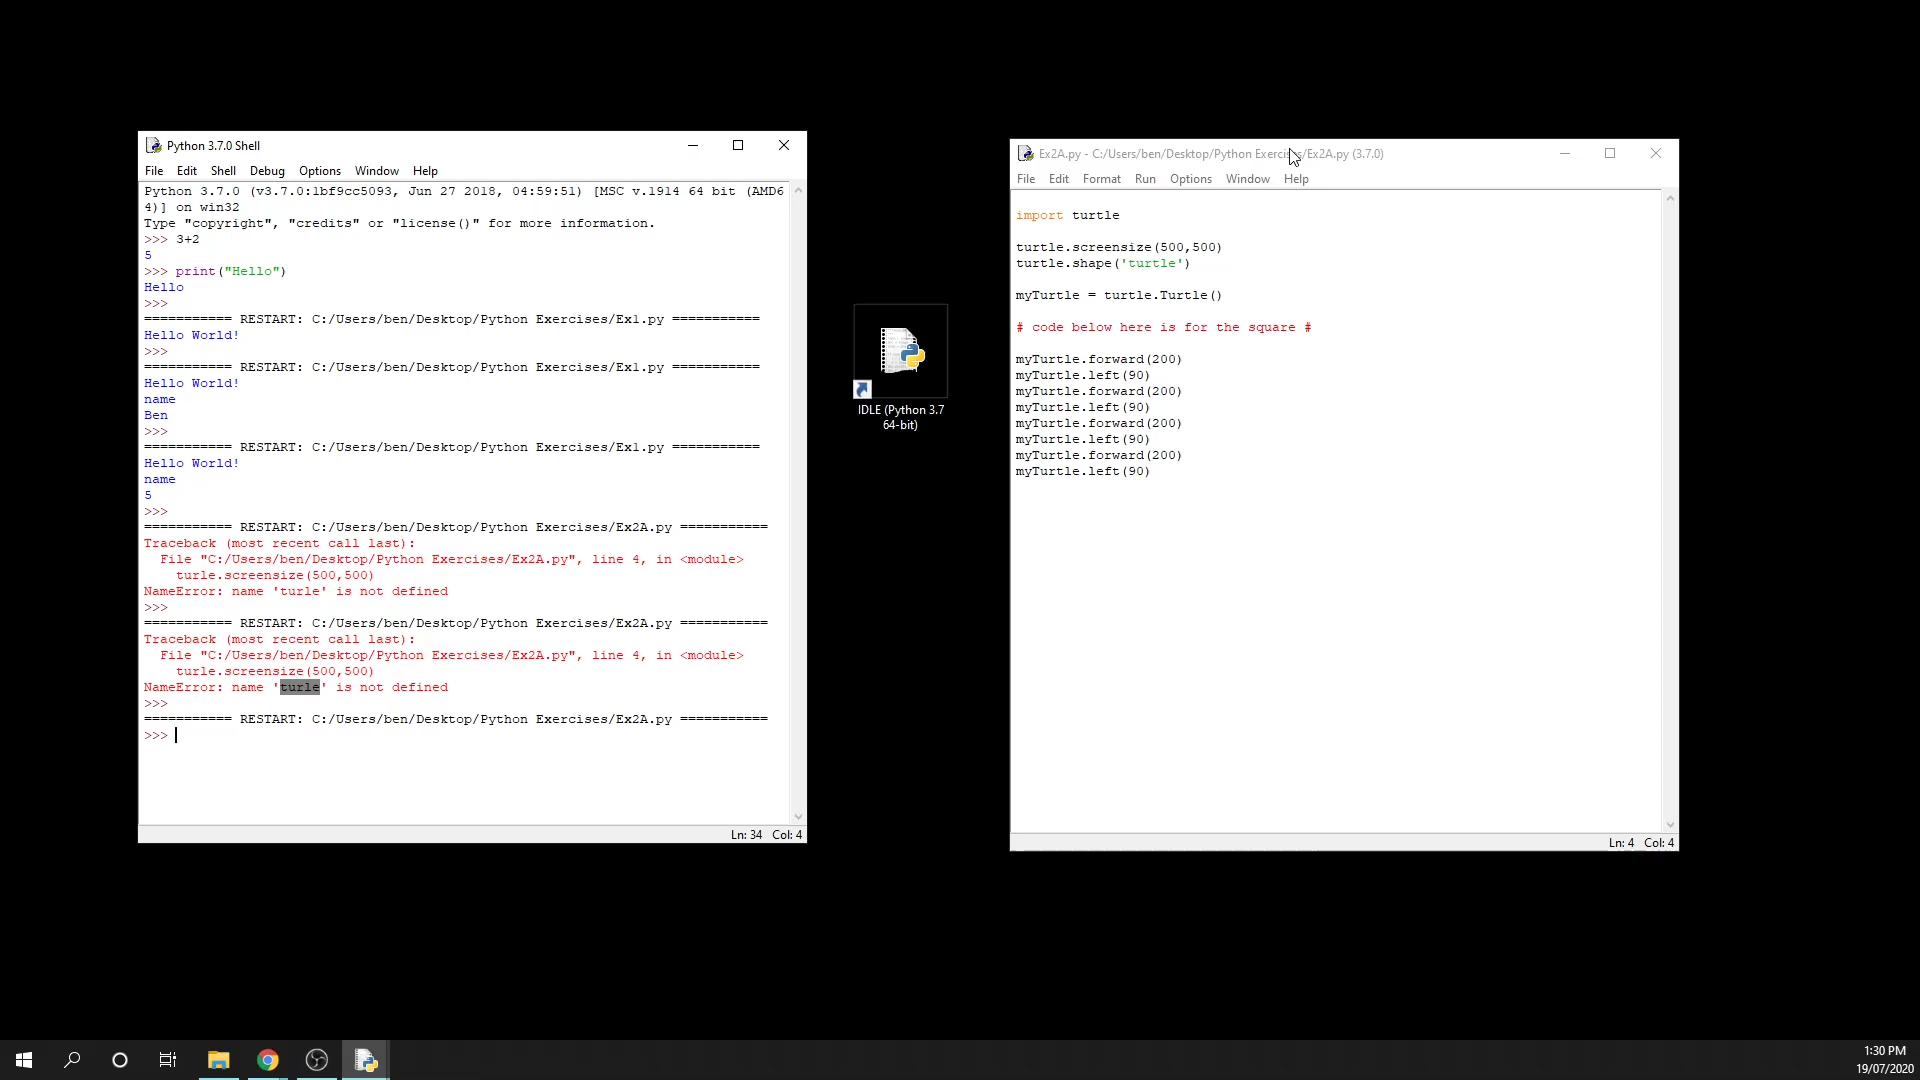 Python 3.7.0 Shell
File Edit Shell Debug Options Window Help
Python 3.7.0 (v3.7.0:1bf9cc5093, Jun 27 2018, 04:59:51) [MSC v.1914 64 bit (AMD6
4)] on win32
Type "copyright", "credits" or "license()" for more information.
>>> 3+2
5
>>> print("Hello")
Hello
>>>
=========== RESTART: C:/Users/ben/Desktop/Python Exercises/Ex1.py ===========
Hello World!
>>>
=========== RESTART: C:/Users/ben/Desktop/Python Exercises/Ex1.py ===========
Hello World!
name
Ben
>>>
=========== RESTART: C:/Users/ben/Desktop/Python Exercises/Ex1.py ===========
Hello World!
name
5
>>>
=========== RESTART: C:/Users/ben/Desktop/Python Exercises/Ex2A.py ===========
Traceback (most recent call last):
  File "C:/Users/ben/Desktop/Python Exercises/Ex2A.py", line 4, in <module>
    turle.screensize(500,500)
NameError: name 'turle' is not defined
>>>
=========== RESTART: C:/Users/ben/Desktop/Python Exercises/Ex2A.py ===========
Traceback (most recent call last):
  File "C:/Users/ben/Desktop/Python Exercises/Ex2A.py", line 4, in <module>
    turle.screensize(500,500)
NameError: name 'turle' is not defined
>>>
=========== RESTART: C:/Users/ben/Desktop/Python Exercises/Ex2A.py ===========
>>>
Ln: 34 Col: 4
IDLE (Python 3.7
64-bit)
Ex2A.py - C:/Users/ben/Desktop/Python Exercises/Ex2A.py (3.7.0)
File Edit Format Run Options Window Help
import turtle
turtle.screensize(500,500)
turtle.shape('turtle')
myTurtle = turtle.Turtle()
# code below here is for the square #
myTurtle.forward(200)
myTurtle.left(90)
myTurtle.forward(200)
myTurtle.left(90)
myTurtle.forward(200)
myTurtle.left(90)
myTurtle.forward(200)
myTurtle.left(90)
Ln: 4 Col: 4
1:30 PM
19/07/2020